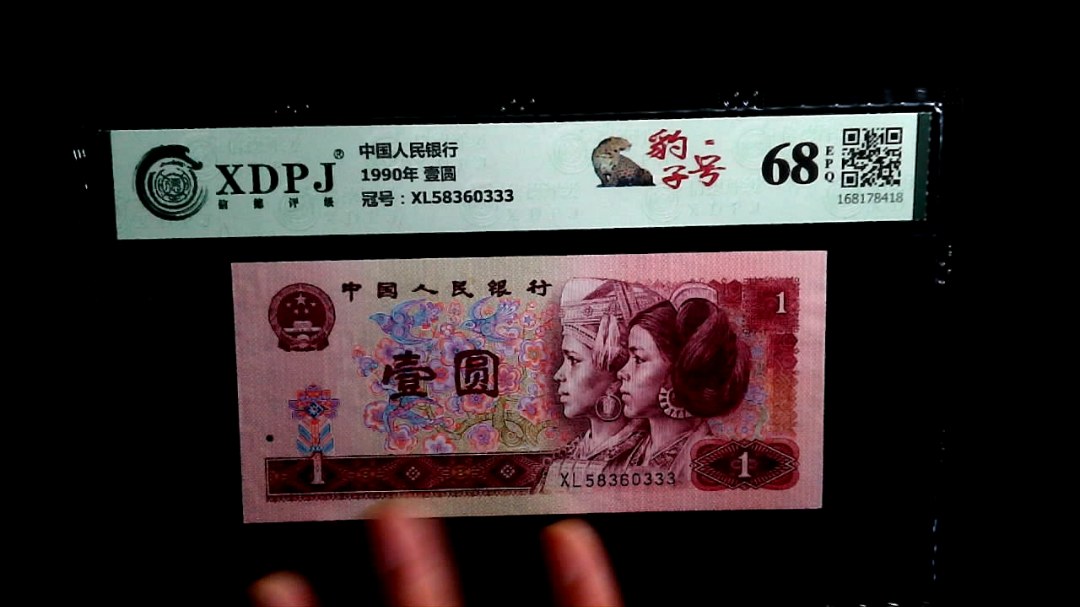 XDPJ®
信德评级
中国人民银行
1990年 壹圆
冠号：XL58360333
豹子号
68
EPQ
168178418
中国人民银行
1
壹圆
1
1
XL58360333